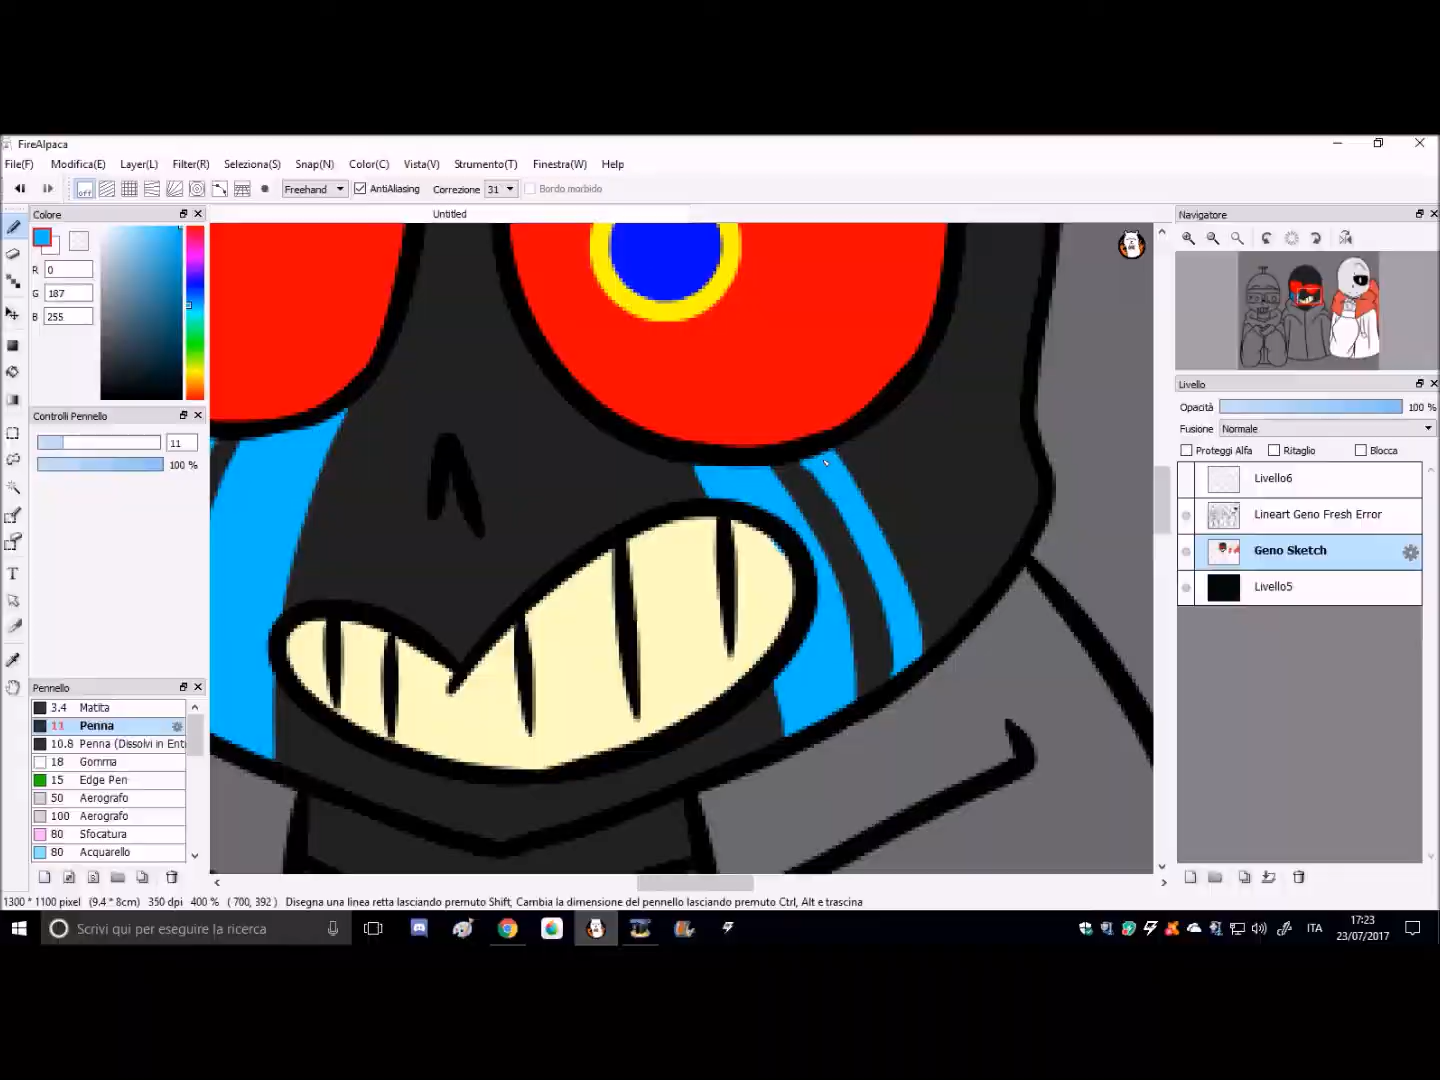 FireAlpaca
File(F) Modifica(E) Layer(L) Filter(R) Seleziona(S) Snap(N) Color(C) Vista(V) Strumento(T) Finestra(W) Help
off Freehand AntiAliasing Correzione 31 Bordo morbido
Colore
Untitled
Navigatore
R 0
G 187
B 255
Livello
Opacità 100 %
Fusione Normale
Controlli Pennello
11
100 %
Proteggi Alfa Ritaglio Blocca
Livello6
Lineart Geno Fresh Error
Geno Sketch
Livello5
Pennello
3.4 Matita
11 Penna
10.8 Penna (Dissolvi in Ent
18 Gomma
15 Edge Pen
50 Aerografo
100 Aerografo
80 Sfocatura
80 Acquarello
1300 * 1100 pixel (9.4 * 8cm) 350 dpi 400 % ( 700, 392 ) Disegna una linea retta lasciando premuto Shift, Cambia la dimensione del pennello lasciando premuto Ctrl, Alt e trascina
Scrivi qui per eseguire la ricerca
ITA
17:23
23/07/2017